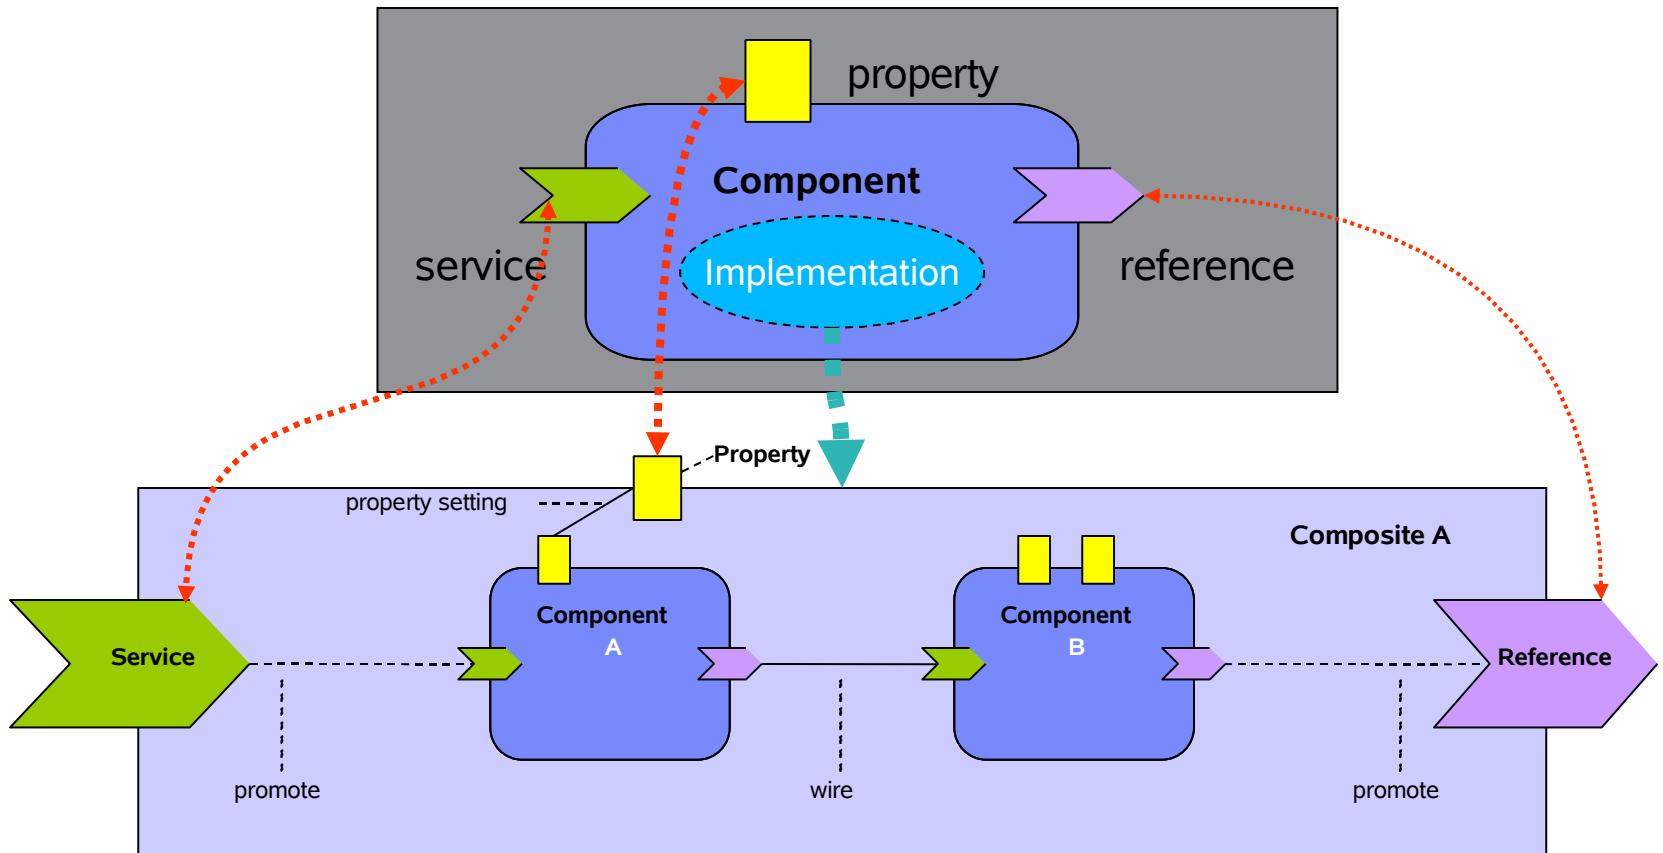 property
Component
service
Implementation
reference
Property
property setting
Composite A
Component
A
Component
B
Service
Reference
promote
wire
promote